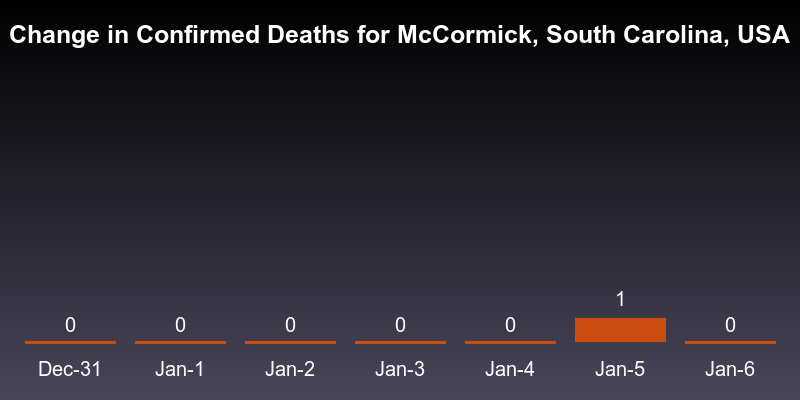 Change in Confirmed Deaths for McCormick, South Carolina, USA
0 0 0 0 0 1 0
Dec-31 Jan-1 Jan-2 Jan-3 Jan-4 Jan-5 Jan-6